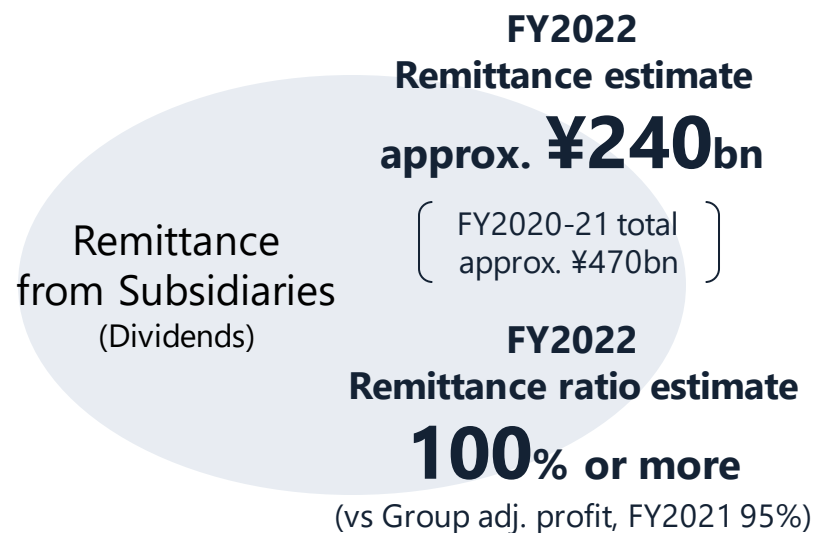 Remittance
from Subsidiaries
(Dividends)
FY2022
Remittance estimate
approx. ¥240bn
FY2020-21 total
approx. ¥470bn
FY2022
Remittance ratio estimate
100% or more
(vs Group adj. profit, FY2021 95%)